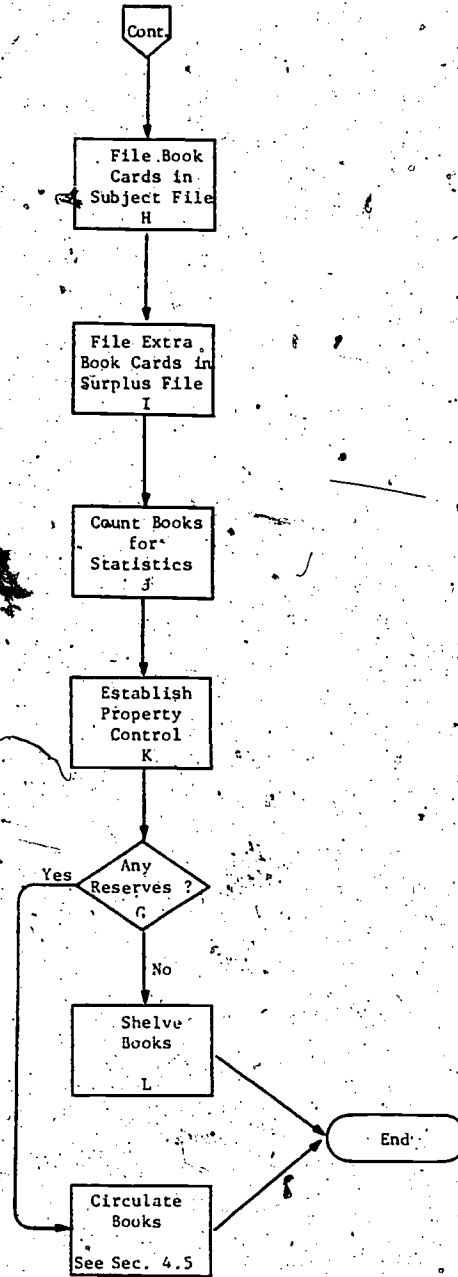 Cont.
File Book
Cards in
Subject File
H
File Extra
Book Cards in
Surplus File
I
Count Books
for
Statistics
J
Establish
Property
Control
K
Any
Reserves ?
G
Yes
No
Shelve
Books
L
End
Circulate
Books
See Sec. 4.5